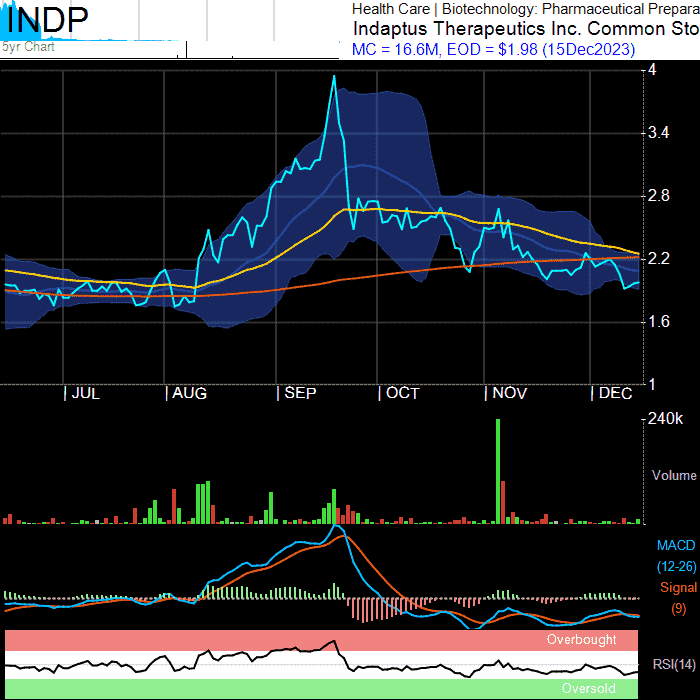 INDP
5yr Chart
Health Care | Biotechnology: Pharmaceutical Prepara
Indaptus Therapeutics Inc. Common Sto
MC = 16.6M, EOD = $1.98 (15Dec2023)
4
3.4
2.8
2.2
1.6
1
| JUL | AUG | SEP | OCT | NOV | DEC
240k
Volume
MACD
(12-26)
Signal
(9)
Overbought
RSI(14)
Oversold